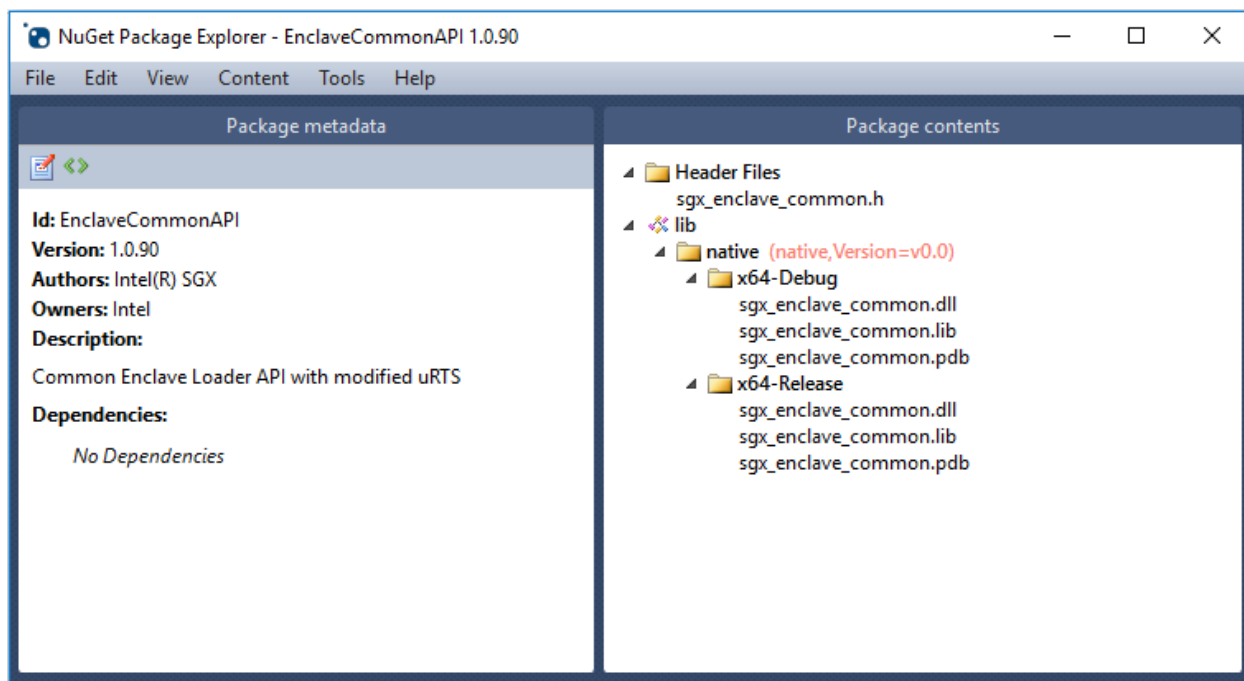 NuGet Package Explorer - EnclaveCommonAPI 1.0.90
File Edit View Content Tools Help
Package metadata
Id: EnclaveCommonAPI
Version: 1.0.90
Authors: Intel(R) SGX
Owners: Intel
Description:
Common Enclave Loader API with modified uRTS
Dependencies:
No Dependencies
Package contents
Header Files
sgx_enclave_common.h
lib
native (native,Version=v0.0)
x64-Debug
sgx_enclave_common.dll
sgx_enclave_common.lib
sgx_enclave_common.pdb
x64-Release
sgx_enclave_common.dll
sgx_enclave_common.lib
sgx_enclave_common.pdb